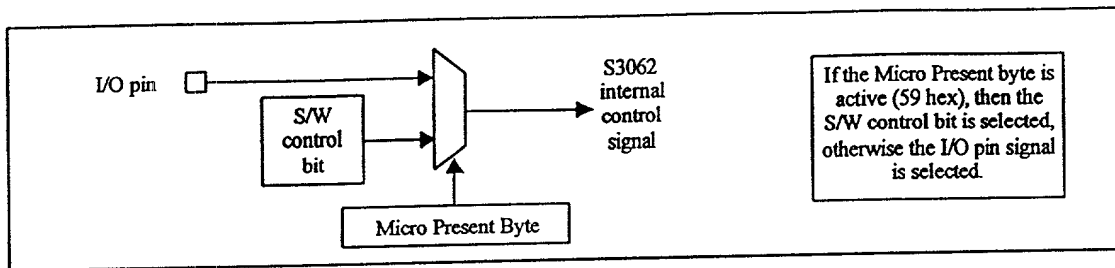 I/O pin
S/W
control
bit
Micro Present Byte
S3062
internal
control
signal
If the Micro Present byte is
active (59 hex), then the
S/W control bit is selected,
otherwise the I/O pin signal
is selected.